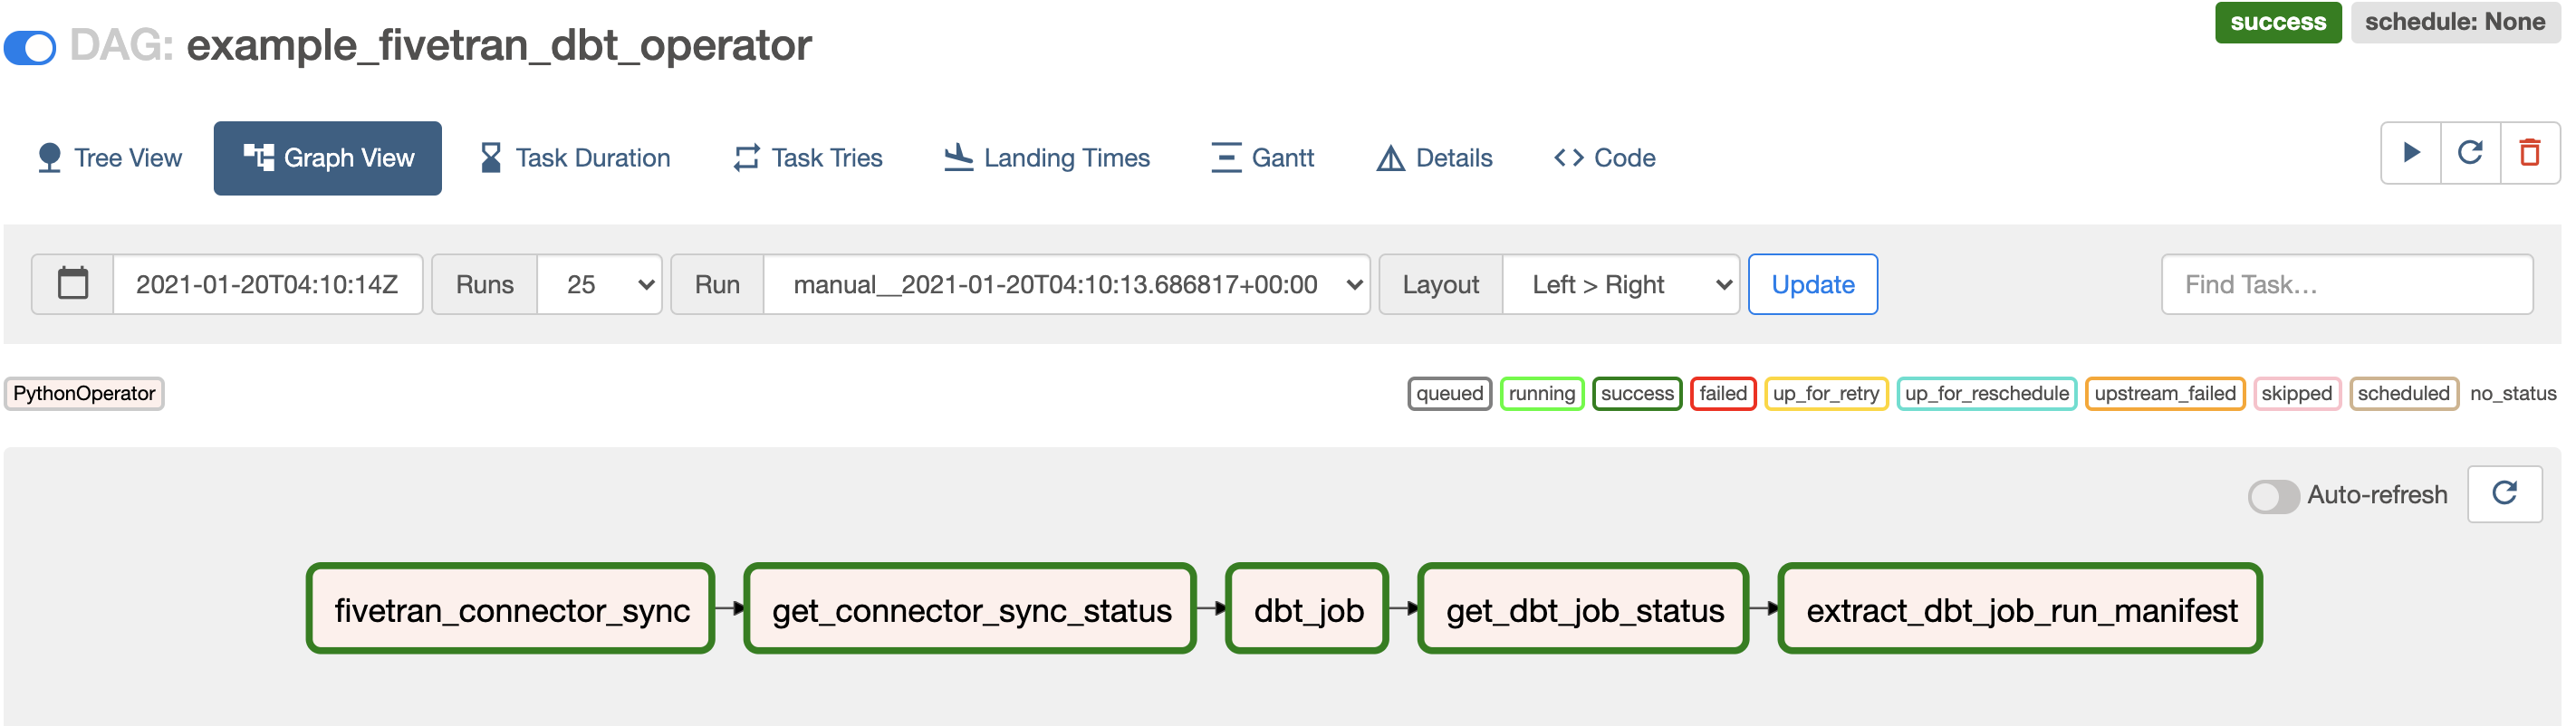 success schedule: None
DAG: example_fivetran_dbt_operator
Tree View Graph View Task Duration Task Tries Landing Times Gantt Details Code
2021-01-20T04:10:14Z Runs 25 Run manual__2021-01-20T04:10:13.686817+00:00 Layout Left > Right Update Find Task…
PythonOperator queued running success failed up_for_retry up_for_reschedule upstream_failed skipped scheduled no_status
Auto-refresh
fivetran_connector_sync get_connector_sync_status dbt_job get_dbt_job_status extract_dbt_job_run_manifest